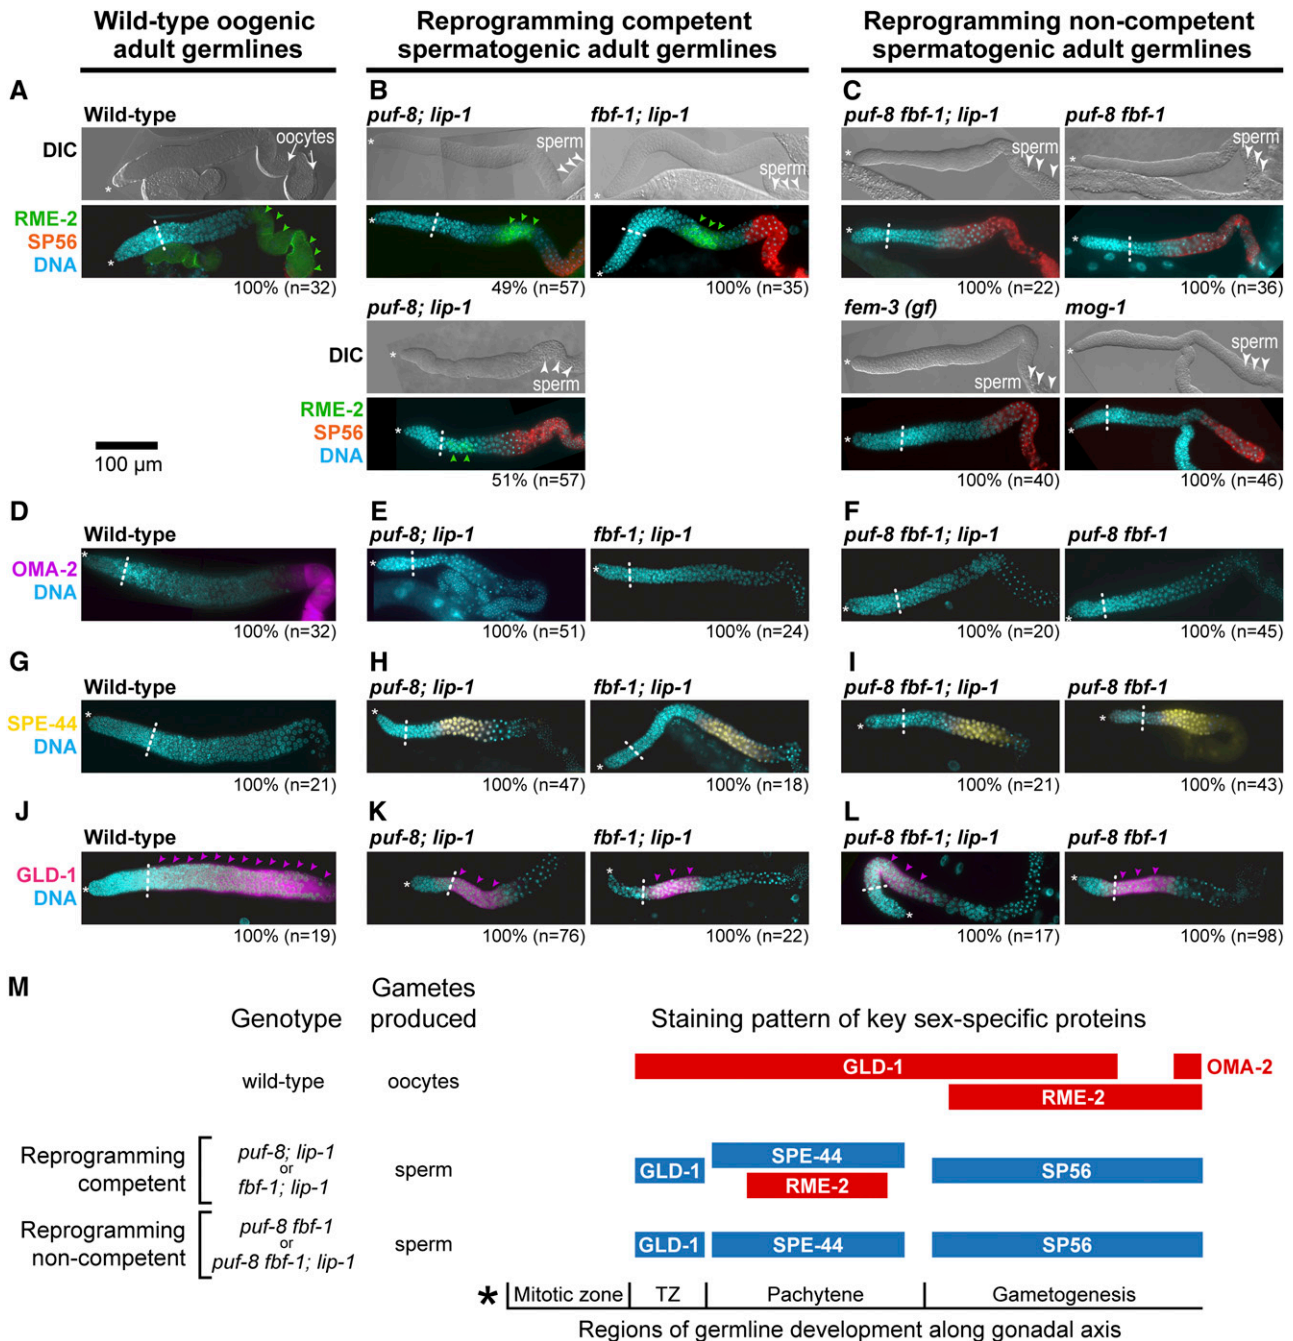 Wild-type oogenic
adult germlines
Reprogramming competent
spermatogenic adult germlines
Reprogramming non-competent
spermatogenic adult germlines
A
Wild-type
DIC
oocytes
*
RME-2
SP56
DNA
*
100% (n=32)
B
puf-8; lip-1
fbf-1; lip-1
*
sperm
*
sperm
*
*
49% (n=57)
100% (n=35)
puf-8; lip-1
DIC
*
sperm
RME-2
SP56
DNA
*
51% (n=57)
100 µm
C
puf-8 fbf-1; lip-1
puf-8 fbf-1
*
sperm
*
sperm
*
*
100% (n=22)
100% (n=36)
fem-3 (gf)
mog-1
*
sperm
*
sperm
*
*
100% (n=40)
100% (n=46)
D
Wild-type
OMA-2
DNA
*
100% (n=32)
E
puf-8; lip-1
fbf-1; lip-1
*
*
100% (n=51)
100% (n=24)
F
puf-8 fbf-1; lip-1
puf-8 fbf-1
*
*
100% (n=20)
100% (n=45)
G
Wild-type
SPE-44
DNA
*
100% (n=21)
H
puf-8; lip-1
fbf-1; lip-1
*
*
100% (n=47)
100% (n=18)
I
puf-8 fbf-1; lip-1
puf-8 fbf-1
*
*
100% (n=21)
100% (n=43)
J
Wild-type
GLD-1
DNA
*
100% (n=19)
K
puf-8; lip-1
fbf-1; lip-1
*
*
100% (n=76)
100% (n=22)
L
puf-8 fbf-1; lip-1
puf-8 fbf-1
*
*
100% (n=17)
100% (n=98)
M
Genotype
Gametes
produced
Staining pattern of key sex-specific proteins
wild-type
oocytes
GLD-1
OMA-2
RME-2
Reprogramming
competent
puf-8; lip-1
or
fbf-1; lip-1
sperm
GLD-1
SPE-44
RME-2
SP56
Reprogramming
non-competent
puf-8 fbf-1
or
puf-8 fbf-1; lip-1
sperm
GLD-1
SPE-44
SP56
* Mitotic zone TZ Pachytene Gametogenesis
Regions of germline development along gonadal axis